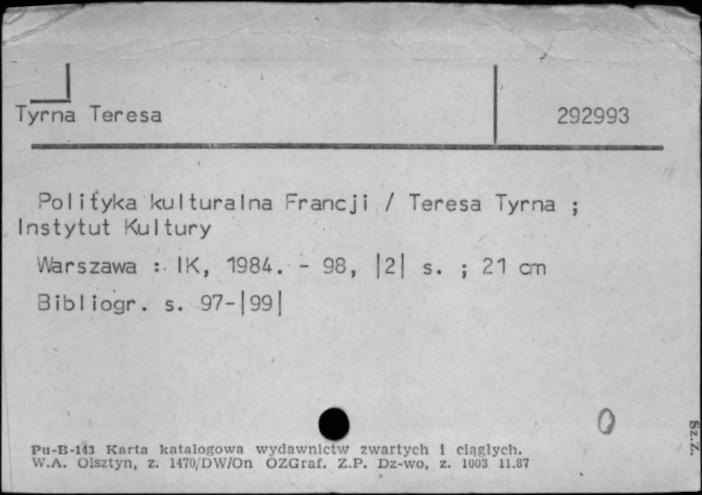 Tyrna Teresa
292993
Polityka kulturalna Francji / Teresa Tyrna ;
Instytut Kultury
Warszawa : IK, 1984. - 98, |2| s. ; 21 cm
Bibliogr. s. 97-|99|
0
Sz.Z.
Pu-B-143 Karta katalogowa wydawnictw zwartych i ciągłych.
W.A. Olsztyn, z. 1470/DW/On OZGraf. Z.P. Dz-wo, z. 1003 11.87